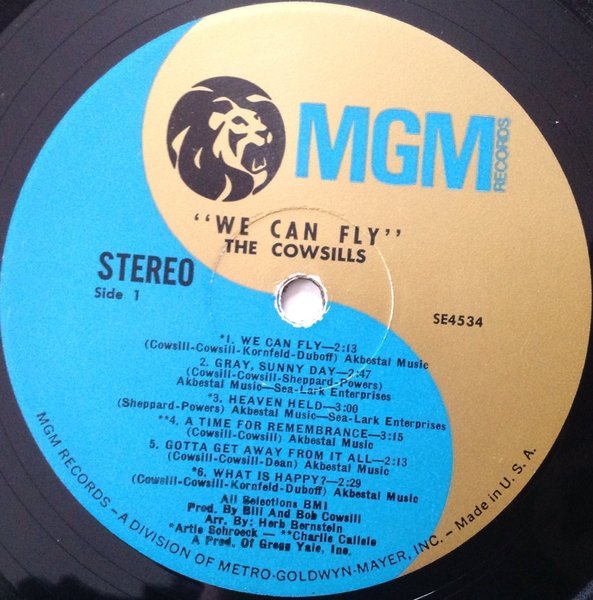 MGM
RECORDS
"WE CAN FLY"
THE COWSILLS
STEREO
Side 1
SE4534
*1. WE CAN FLY—2:13
(Cowsill-Cowsill-Kornfeld-Duboff) Akbestal Music
2. GRAY, SUNNY DAY—2:47
(Cowsill-Cowsill-Sheppard-Powers)
Akbestal Music—Sea-Lark Enterprises
*3. HEAVEN HELD—3:00
(Sheppard-Powers) Akbestal Music—Sea-Lark Enterprises
**4. A TIME FOR REMEMBRANCE—3:15
(Cowsill-Cowsill) Akbestal Music
5. GOTTA GET AWAY FROM IT ALL—2:13
(Cowsill-Cowsill-Dean) Akbestal Music
*6. WHAT IS HAPPY?—2:29
(Cowsill-Cowsill-Kornfeld-Duboff) Akbestal Music
All Selections BMI
Prod. By Bill and Bob Cowsill
Arr. By: Herb Bernstein
*Artie Schroeck — **Charlie Calello
A Prod. Of Gregg Yale, Inc.
MGM RECORDS – A DIVISION OF METRO-GOLDWYN-MAYER, INC. – Made in U. S. A.